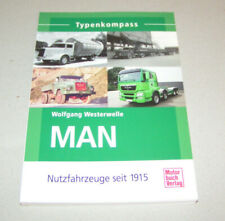 Typenkompass
Wolfgang Westerwelle
MAN
Nutzfahrzeuge seit 1915
Motor
buch
Verlag